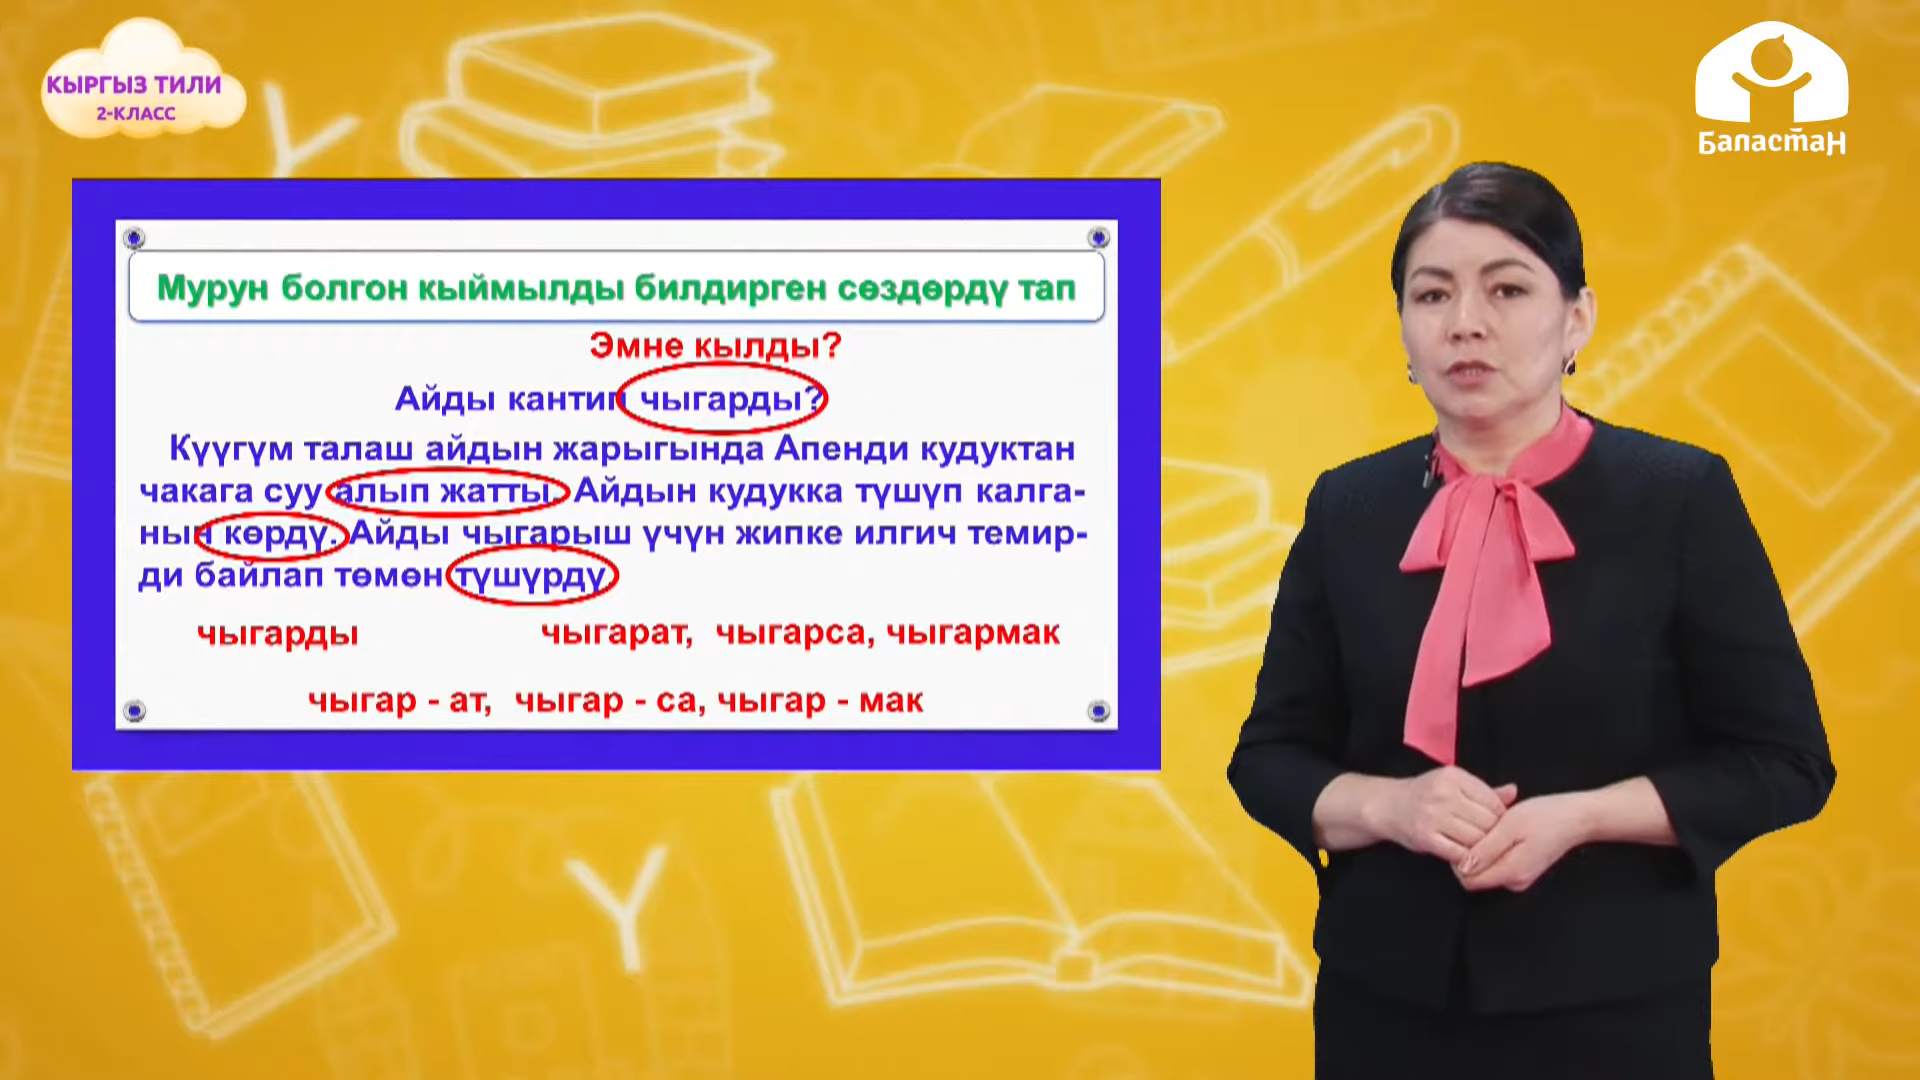 КЫРГЫЗ ТИЛИ
2-КЛАСС
Баластан
Мурун болгон кыймылды билдирген сөздөрдү тап
Эмне кылды?
Айды кантип чыгарды?
Күүгүм талаш айдын жарыгында Апенди кудуктан
чакага суу алып жатты. Айдын кудукка түшүп калга-
нын көрдү. Айды чыгарыш үчүн жипке илгич темир-
ди байлап төмөн түшүрдү.
чыгарды чыгарат, чыгарса, чыгармак
чыгар - ат, чыгар - са, чыгар - мак